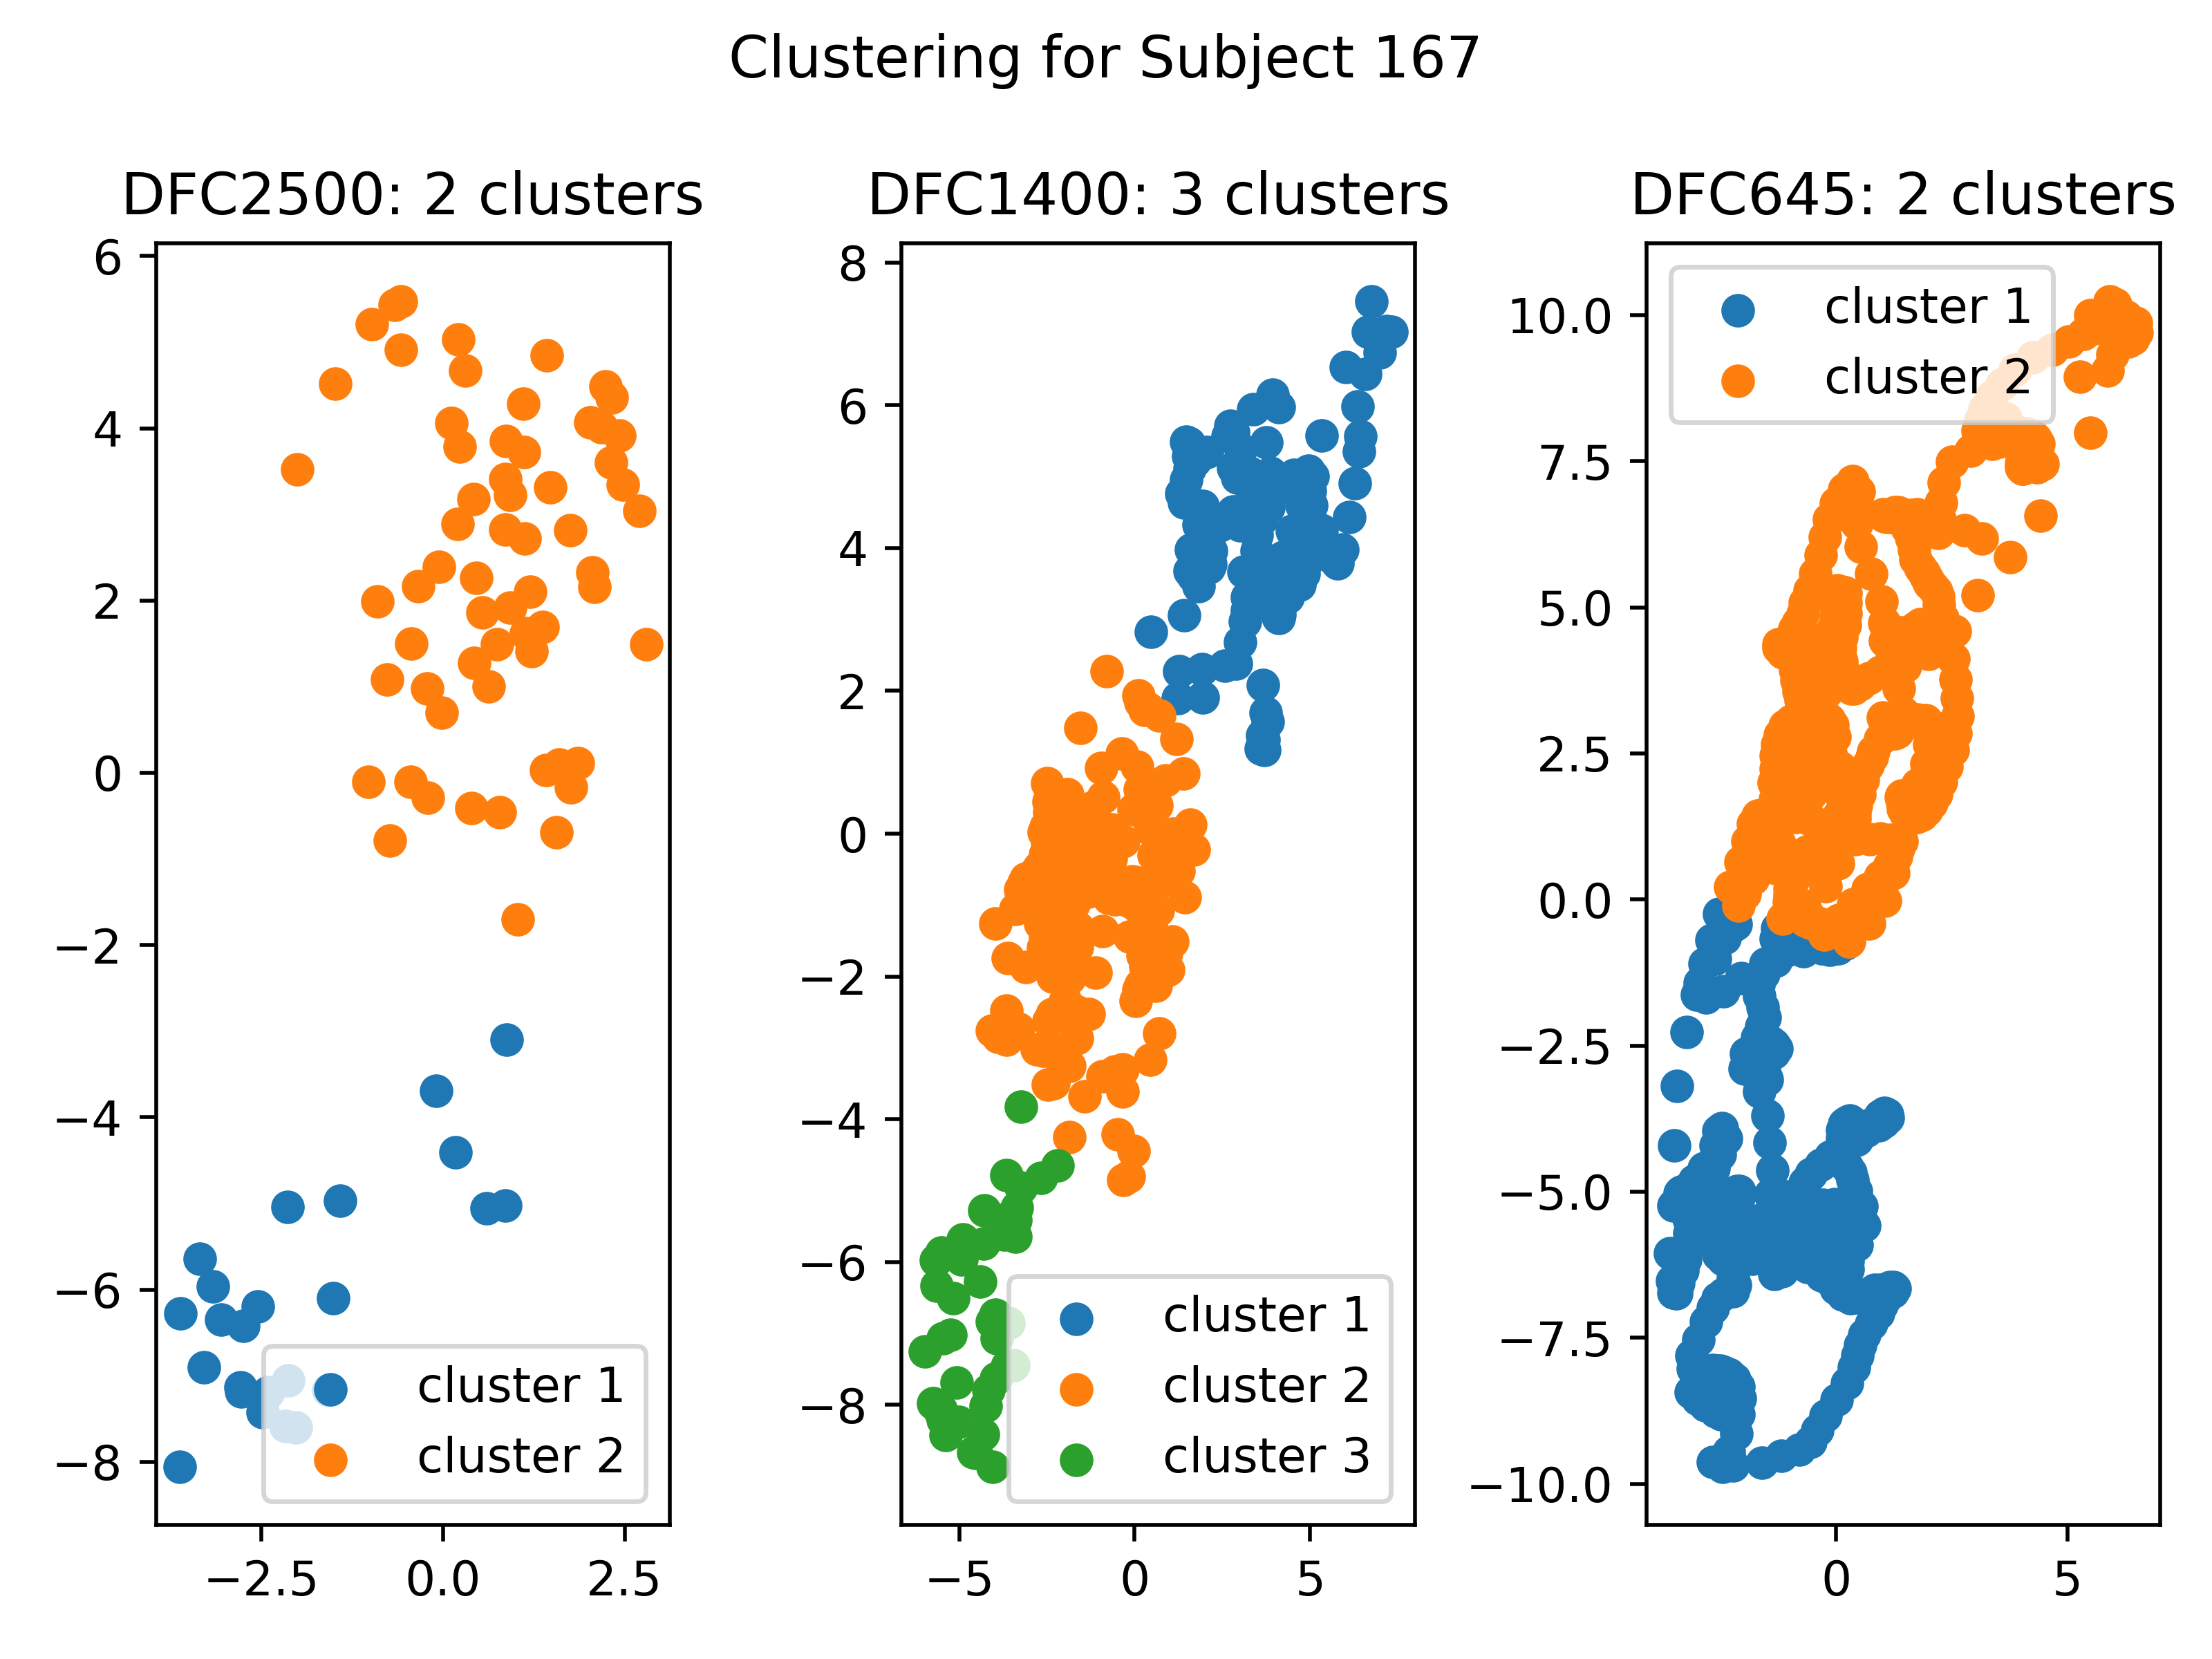 Clustering for Subject 167
DFC2500: 2 clusters
6
4
2
0
−2
−4
−6
−8
−2.5 0.0 2.5
cluster 1
cluster 2
DFC1400: 3 clusters
8
6
4
2
0
−2
−4
−6
−8
−5 0 5
cluster 1
cluster 2
cluster 3
DFC645: 2 clusters
10.0
7.5
5.0
2.5
0.0
−2.5
−5.0
−7.5
−10.0
0 5
cluster 1
cluster 2